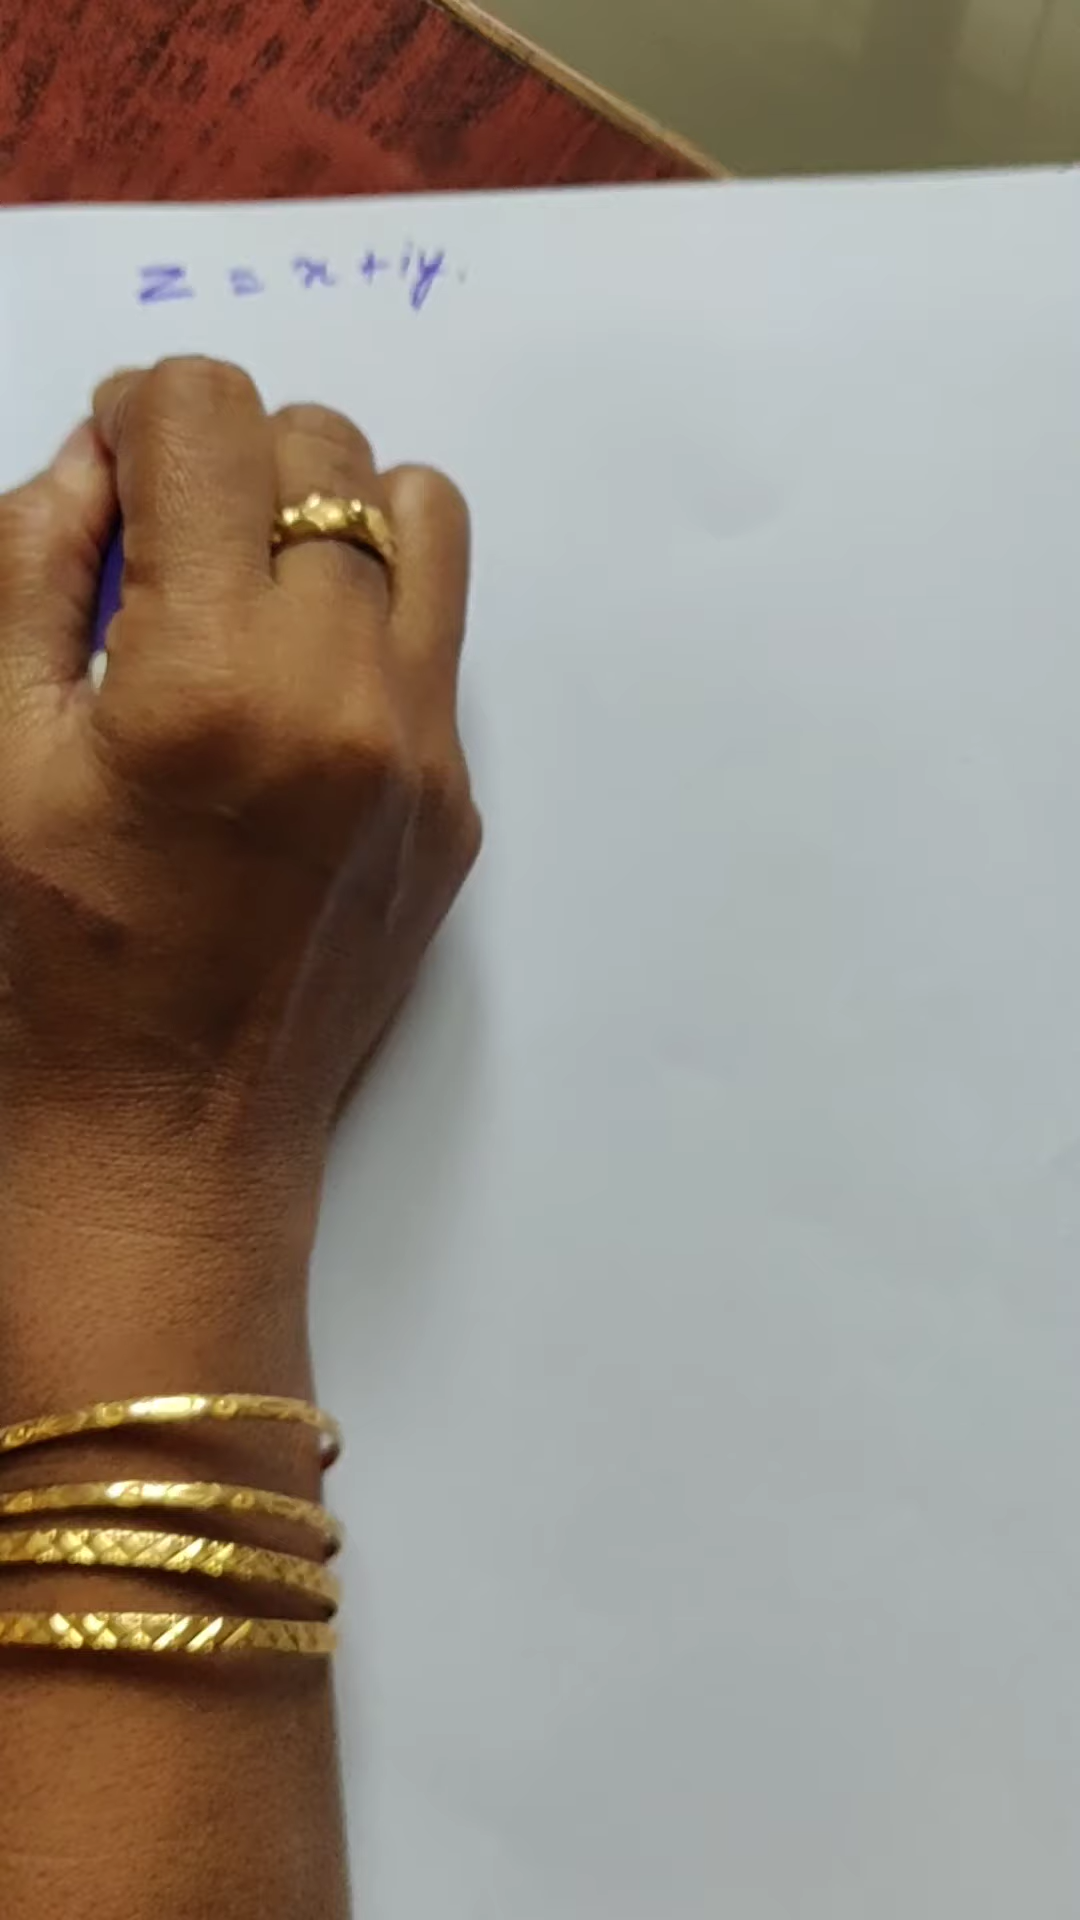 z = x + iy.